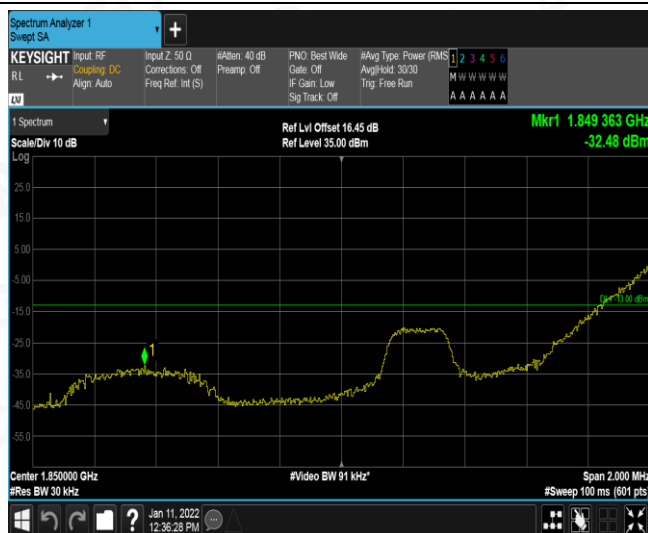 Spectrum Analyzer 1
Swept SA
+
KEYSIGHT
RL
Input: RF
Coupling: DC
Align: Auto
Input Z: 50 Ω
Corrections: Off
Freq Ref: Int (S)
#Atten: 40 dB
Preamp: Off
PNO: Best Wide
Gate: Off
IF Gain: Low
Sig Track: Off
#Avg Type: Power (RMS
Avg|Hold: 30/30
Trig: Free Run
1 2 3 4 5 6
M W W W W W
A A A A A A
LXI
1 Spectrum
Scale/Div 10 dB
Log
Ref Lvl Offset 16.45 dB
Ref Level 35.00 dBm
Mkr1 1.849 363 GHz
-32.48 dBm
25.0
15.0
5.00
-5.00
DL1 -13.00 dBm
-15.0
-25.0
1
-35.0
-45.0
-55.0
Center 1.850000 GHz
#Res BW 30 kHz
#Video BW 91 kHz*
Span 2.000 MHz
#Sweep 100 ms (601 pts)
?
Jan 11, 2022
12:36:28 PM